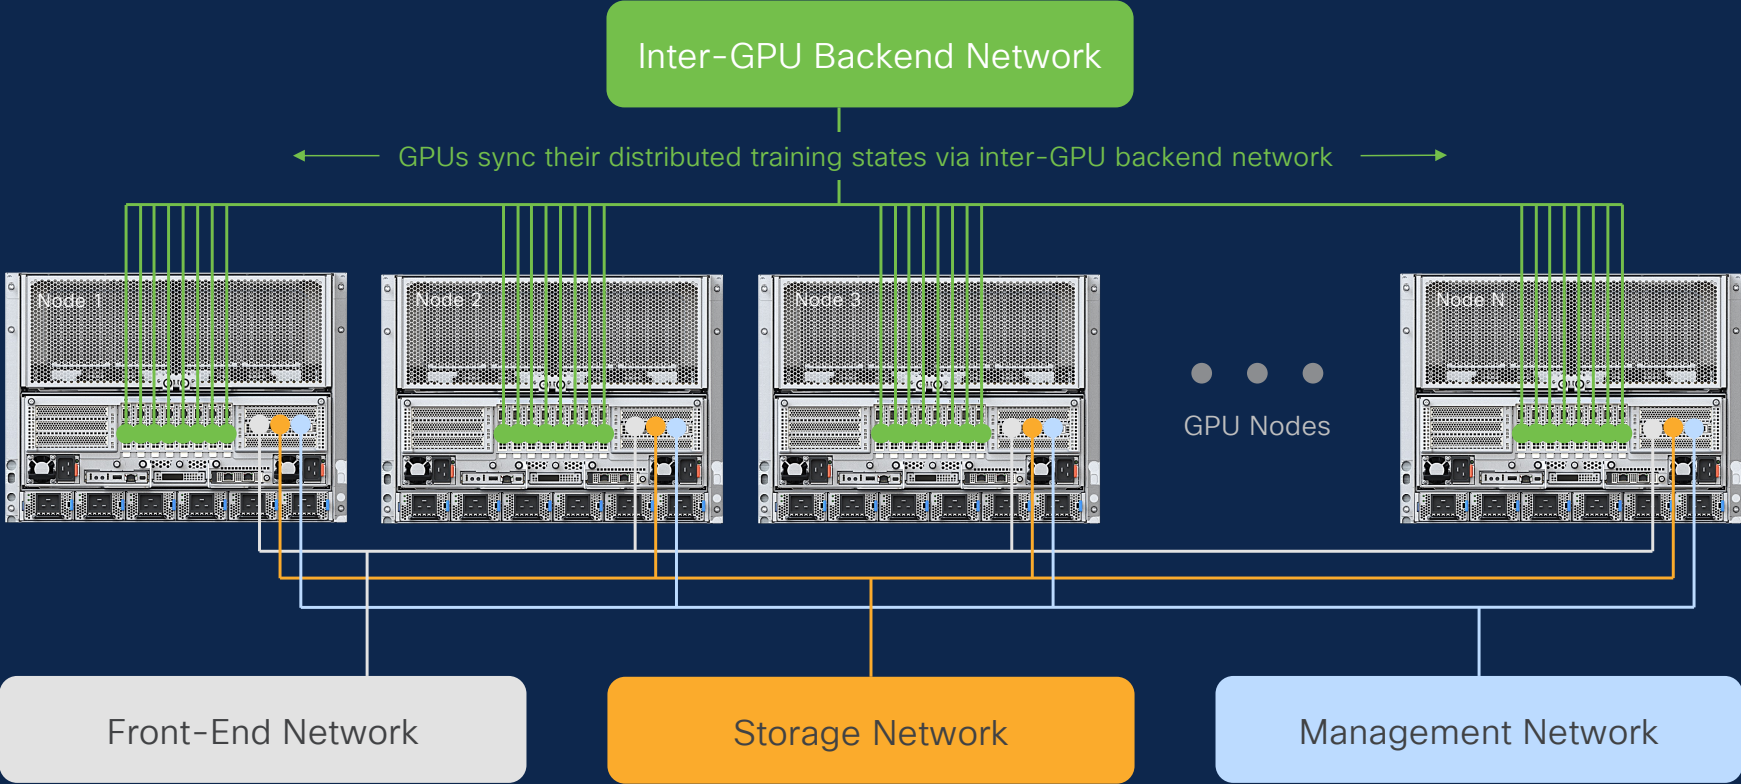 Inter-GPU Backend Network
GPUs sync their distributed training states via inter-GPU backend network
Node 1
Node 2
Node 3
Node N
GPU Nodes
Front-End Network
Storage Network
Management Network